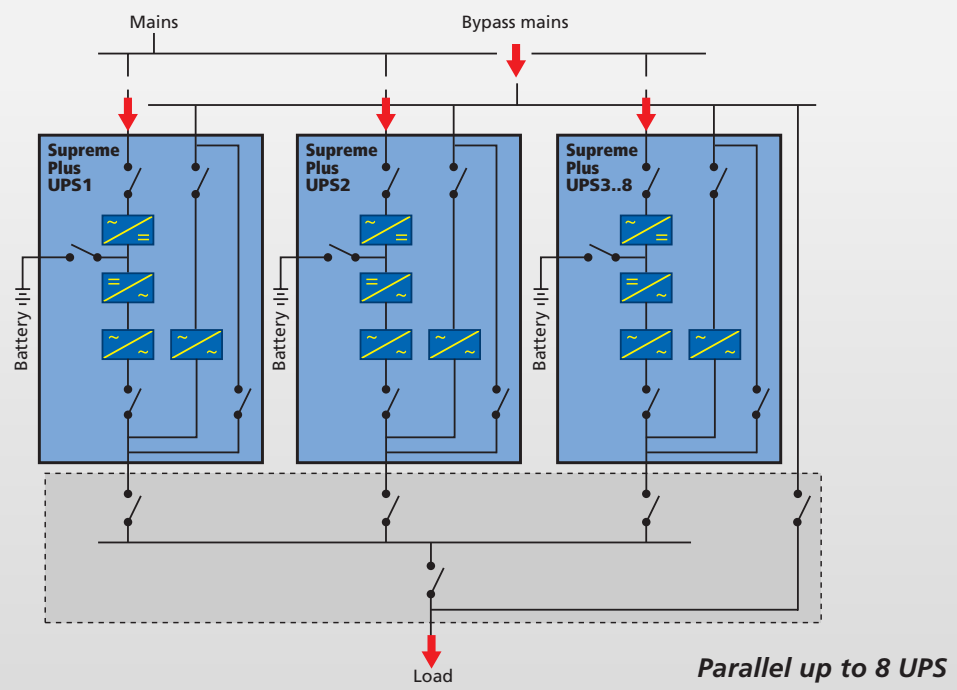 Mains
Bypass mains
Supreme
Plus
UPS1
Supreme
Plus
UPS2
Supreme
Plus
UPS3..8
Battery
Battery
Battery
Load
Parallel up to 8 UPS